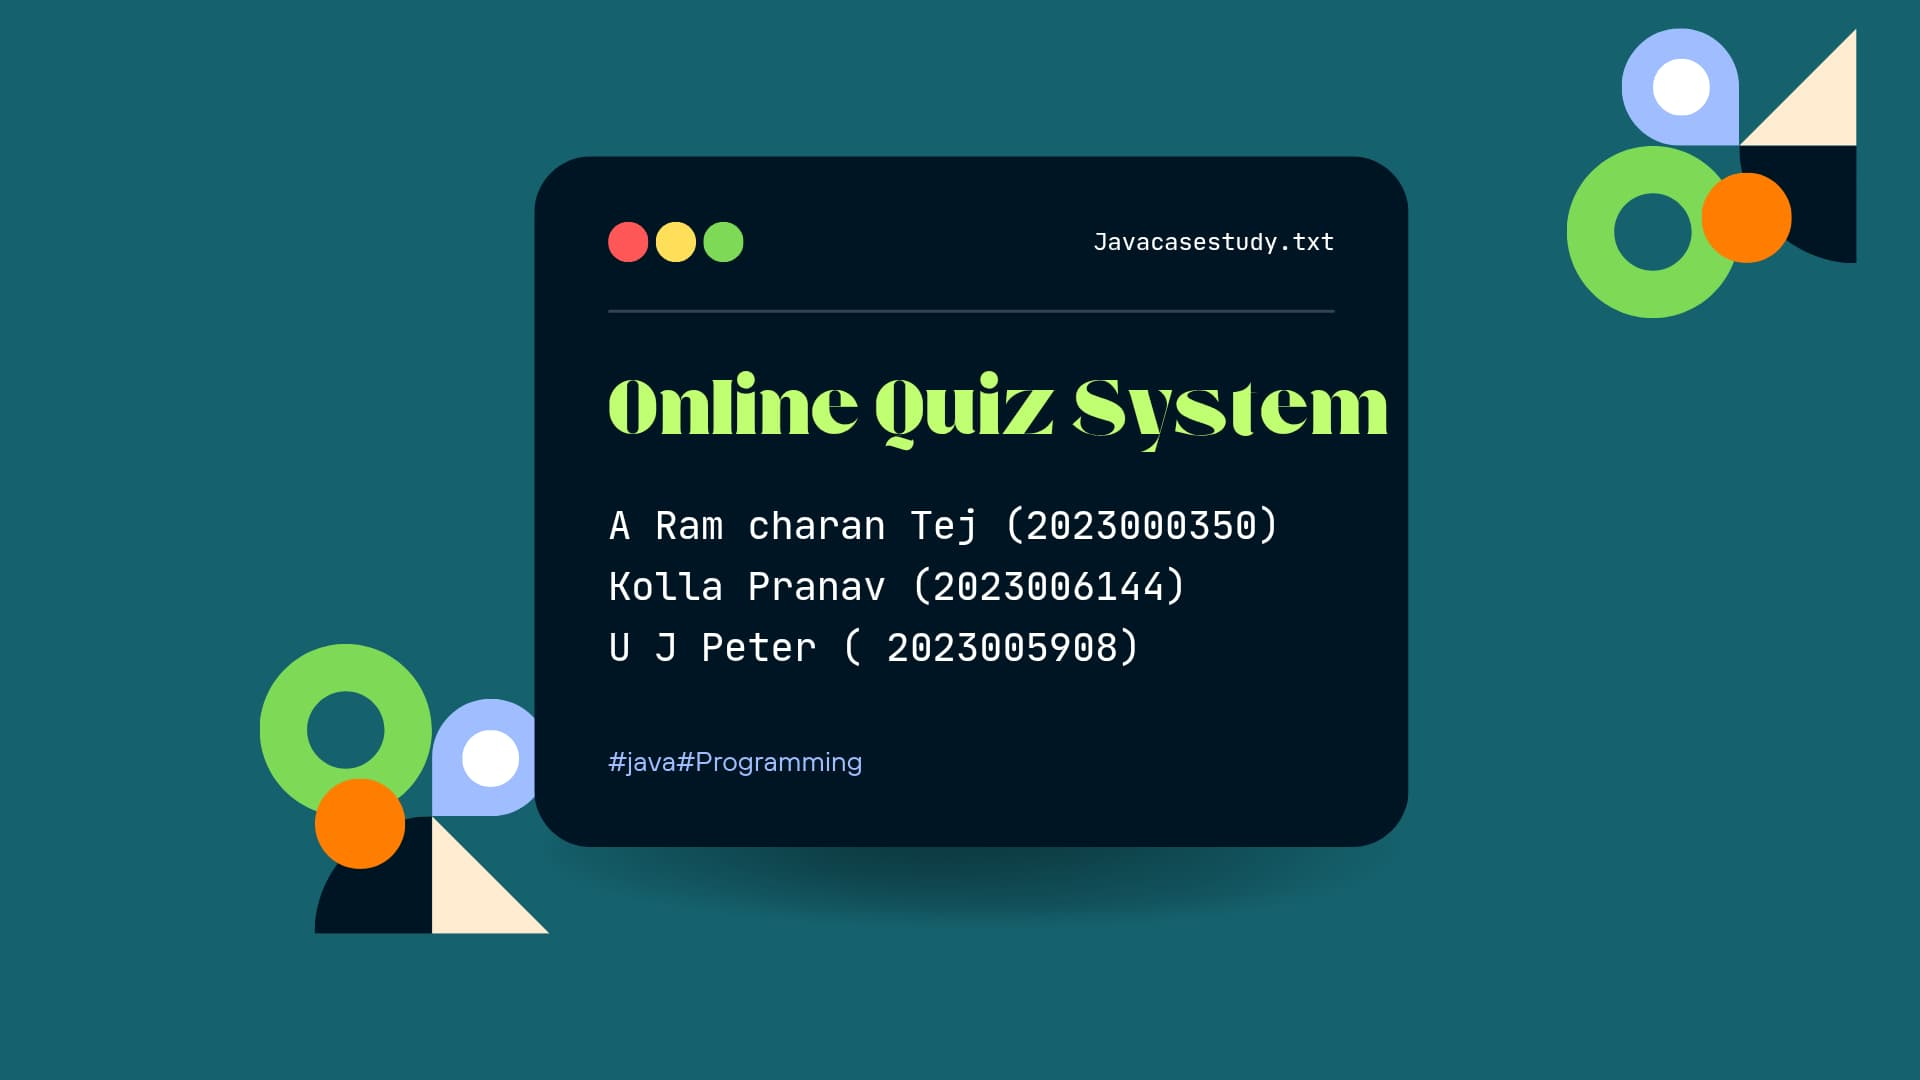 Javacasestudy.txt
Online Quiz System
A Ram charan Tej (2023000350)
Kolla Pranav (2023006144)
U J Peter ( 2023005908)
#java#Programming